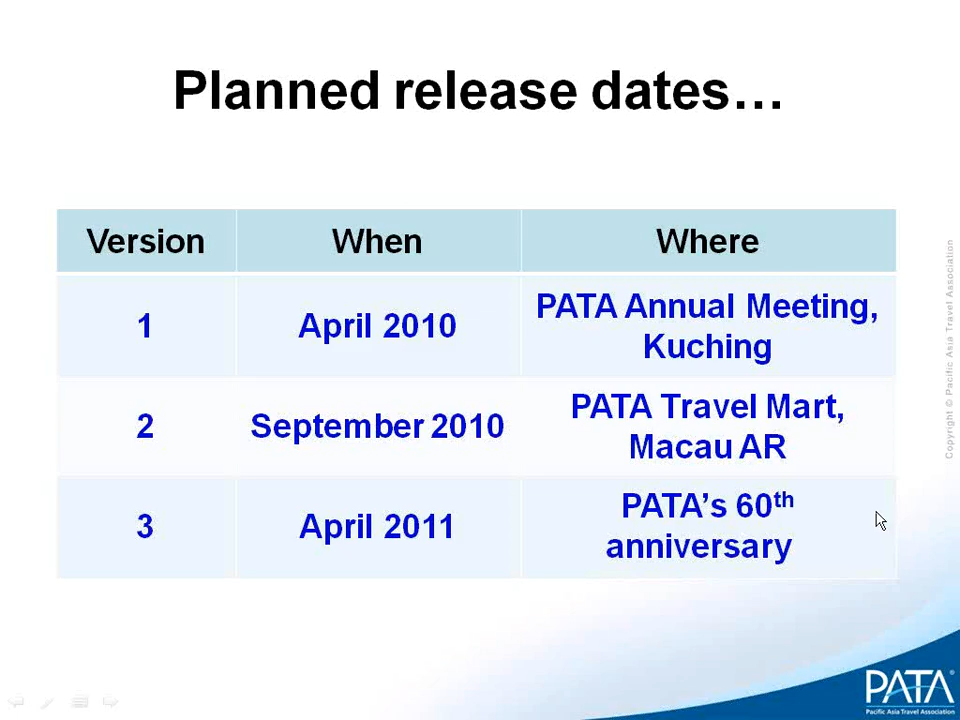 Planned release dates…
Version When Where
1 April 2010 PATA Annual Meeting,
Kuching
2 September 2010 PATA Travel Mart,
Macau AR
3 April 2011 PATA’s 60th
anniversary
Copyright © Pacific Asia Travel Association
PATA®
Pacific Asia Travel Association